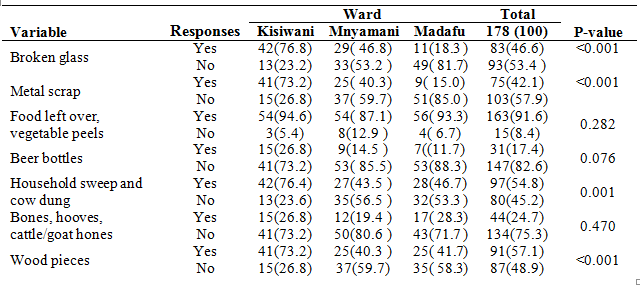 Ward Total
Variable Responses Kisiwani Mnyamani Madafu 178 (100) P-value
Broken glass Yes 42(76.8) 29( 46.8) 11(18.3 ) 83(46.6) <0.001
No 13(23.2) 33(53.2 ) 49( 81.7) 93(53.4 )
Metal scrap Yes 41(73.2) 25( 40.3) 9( 15.0) 75(42.1) <0.001
No 15(26.8) 37( 59.7) 51(85.0) 103(57.9)
Food left over, vegetable peels Yes 54(94.6) 54( 87.1) 56( 93.3) 163(91.6) 0.282
No 3(5.4) 8(12.9 ) 4( 6.7) 15(8.4)
Beer bottles Yes 15(26.8) 9(14.5 ) 7((11.7) 31(17.4) 0.076
No 41(73.2) 53( 85.5) 53(88.3) 147(82.6)
Household sweep and cow dung Yes 42(76.4) 27(43.5 ) 28(46.7) 97(54.8) 0.001
No 13(23.6) 35(56.5) 32(53.3) 80(45.2)
Bones, hooves, cattle/goat hones Yes 15(26.8) 12(19.4 ) 17( 28.3) 44(24.7) 0.470
No 41(73.2) 50(80.6 ) 43(71.7) 134(75.3)
Wood pieces Yes 41(73.2) 25(40.3 ) 25( 41.7) 91(57.1) <0.001
No 15(26.8) 37(59.7) 35( 58.3) 87(48.9)